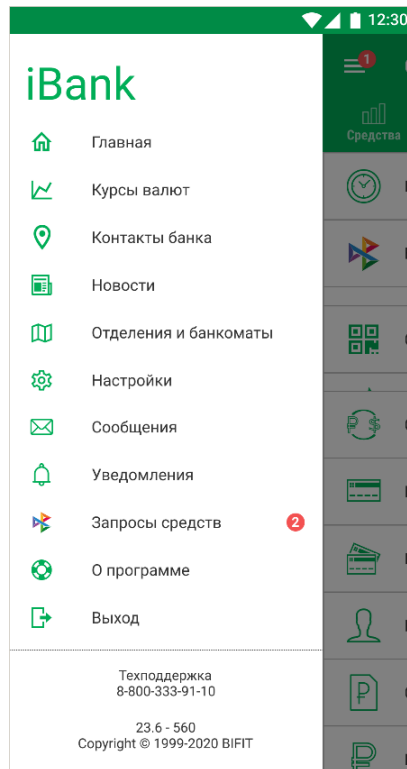 12:30
iBank
1
Средства
Главная
Курсы валют
Контакты банка
Новости
Отделения и банкоматы
Настройки
Сообщения
Уведомления
Запросы средств 2
О программе
Выход
Техподдержка
8-800-333-91-10
23.6 - 560
Copyright © 1999-2020 BIFIT